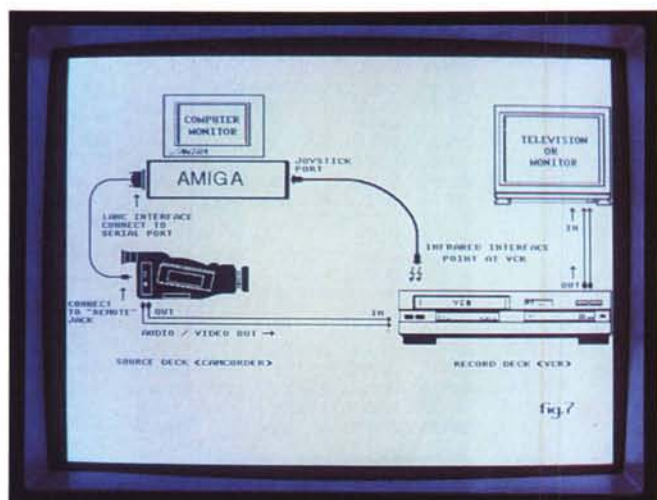 COMPUTER
MONITOR
AMIGA
JOYSTICK
PORT
TELEVISION
OR
MONITOR
LANC INTERFACE
CONNECT TO
SERIAL PORT
INFRARED INTERFACE
POINT AT VCR
IN
OUT
CONNECT
TO "REMOTE"
JACK
OUT
IN
AUDIO / VIDEO OUT →
VCR
SOURCE DECK <CAMCORDER>
RECORD DECK <VCR>
fig.7